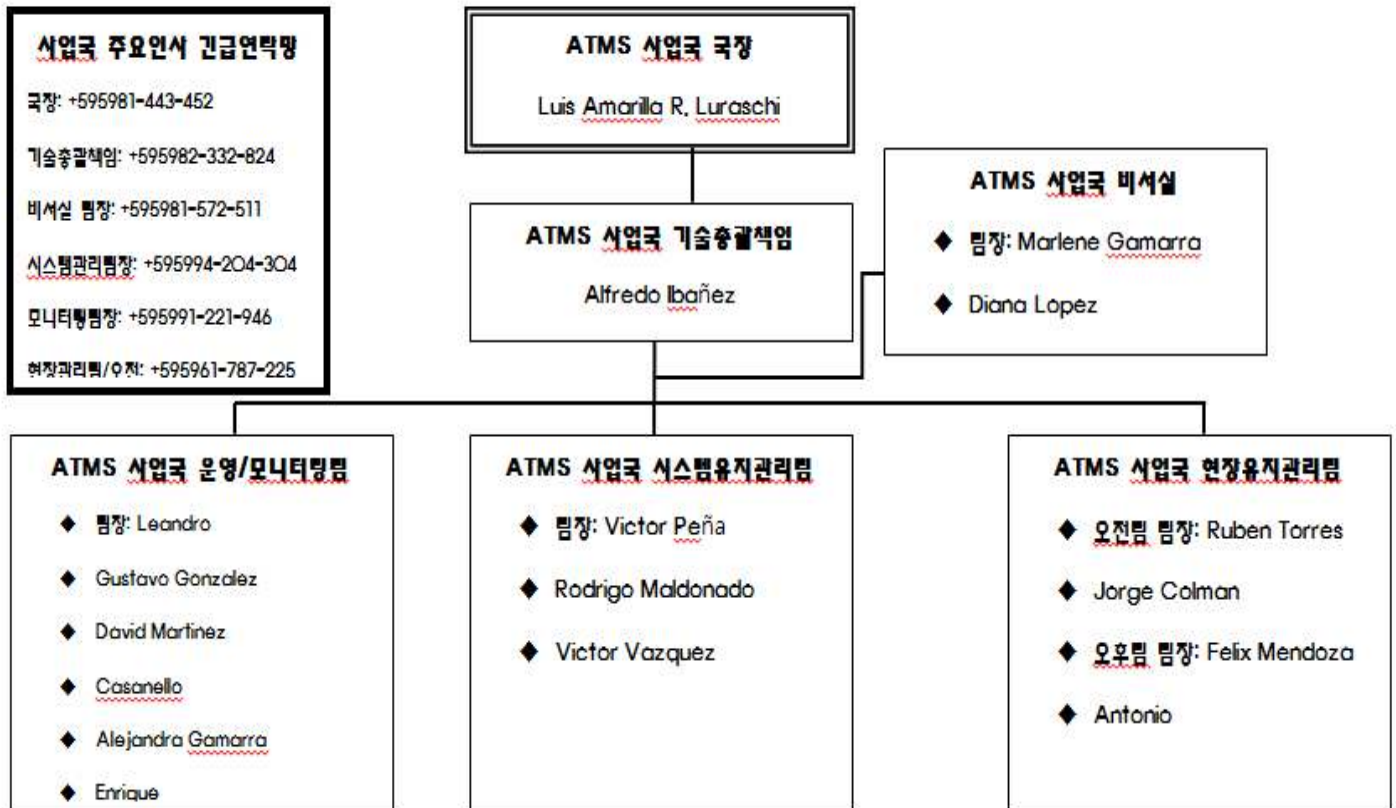 사업국 주요인사 긴급연락망
국장: +595981-443-452
기술총괄책임: +595982-332-824
비서실 팀장: +595981-572-511
시스템관리팀장: +595994-204-304
모니터링팀장: +595991-221-946
현장관리팀/오전: +595961-787-225
ATMS 사업국 국장
Luis Amarilla R. Luraschi
ATMS 사업국 기술총괄책임
Alfredo Ibañez
ATMS 사업국 비서실
◆ 팀장: Marlene Gamarra
◆ Diana Lopez
ATMS 사업국 운영/모니터링팀
◆ 팀장: Leandro
◆ Gustavo Gonzalez
◆ David Martinez
◆ Casanello
◆ Alejandra Gamarra
◆ Enrique
ATMS 사업국 시스템유지관리팀
◆ 팀장: Victor Peña
◆ Rodrigo Maldonado
◆ Victor Vazquez
ATMS 사업국 현장유지관리팀
◆ 오전팀 팀장: Ruben Torres
◆ Jorge Colman
◆ 오후팀 팀장: Felix Mendoza
◆ Antonio